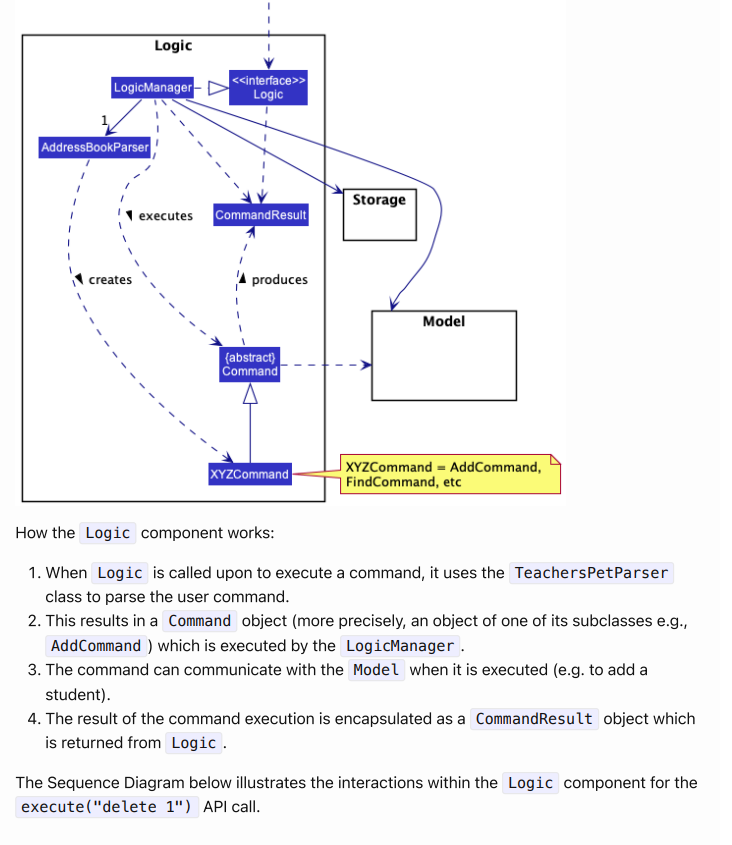 Logic
<<interface>>
Logic
LogicManager
1
AddressBookParser
Storage
executes
CommandResult
creates
produces
Model
{abstract}
Command
XYZCommand
XYZCommand = AddCommand,
FindCommand, etc
How the Logic component works:
1. When Logic is called upon to execute a command, it uses the TeachersPetParser
class to parse the user command.
2. This results in a Command object (more precisely, an object of one of its subclasses e.g.,
AddCommand ) which is executed by the LogicManager .
3. The command can communicate with the Model when it is executed (e.g. to add a
student).
4. The result of the command execution is encapsulated as a CommandResult object which
is returned from Logic .
The Sequence Diagram below illustrates the interactions within the Logic component for the
execute("delete 1") API call.